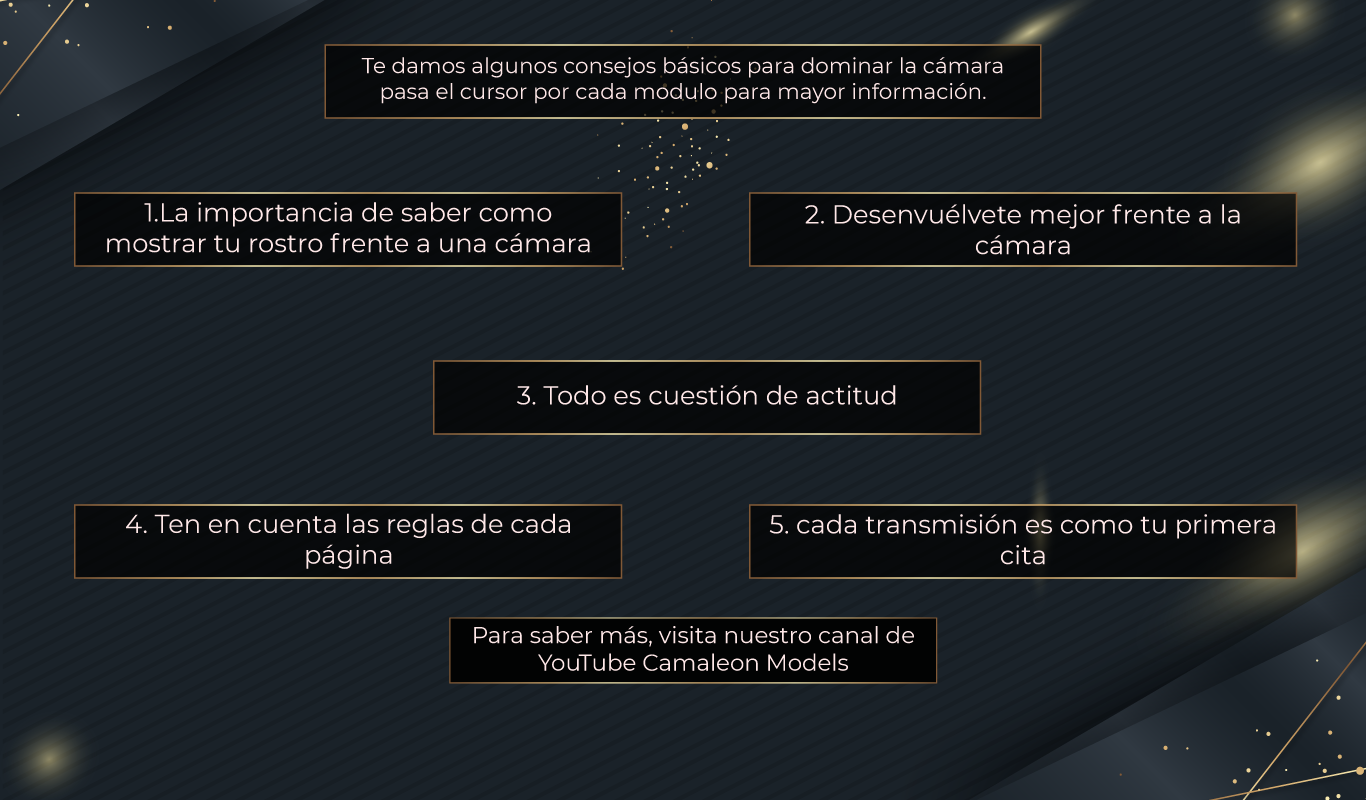 Te damos algunos consejos básicos para dominar la cámara
pasa el cursor por cada modulo para mayor información.
1.La importancia de saber como
mostrar tu rostro frente a una cámara
2. Desenvuélvete mejor frente a la
cámara
3. Todo es cuestión de actitud
4. Ten en cuenta las reglas de cada
página
5. cada transmisión es como tu primera
cita
Para saber más, visita nuestro canal de
YouTube Camaleon Models